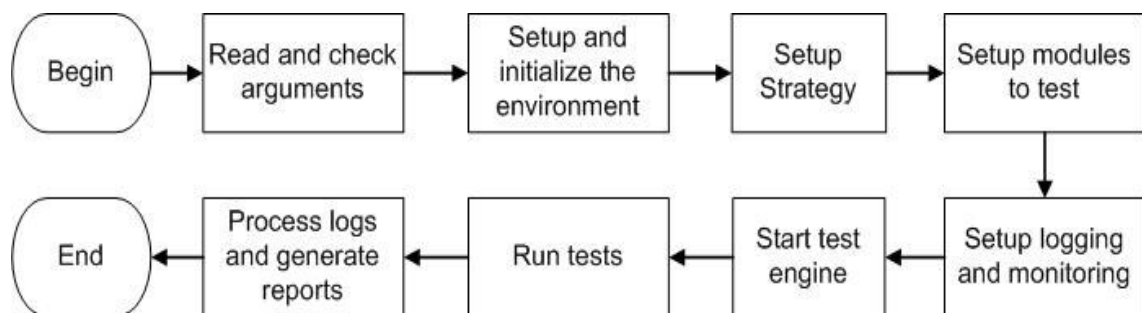 Begin
Read and check
arguments
Setup and
initialize the
environment
Setup
Strategy
Setup modules
to test
Setup logging
and monitoring
Start test
engine
Run tests
Process logs
and generate
reports
End